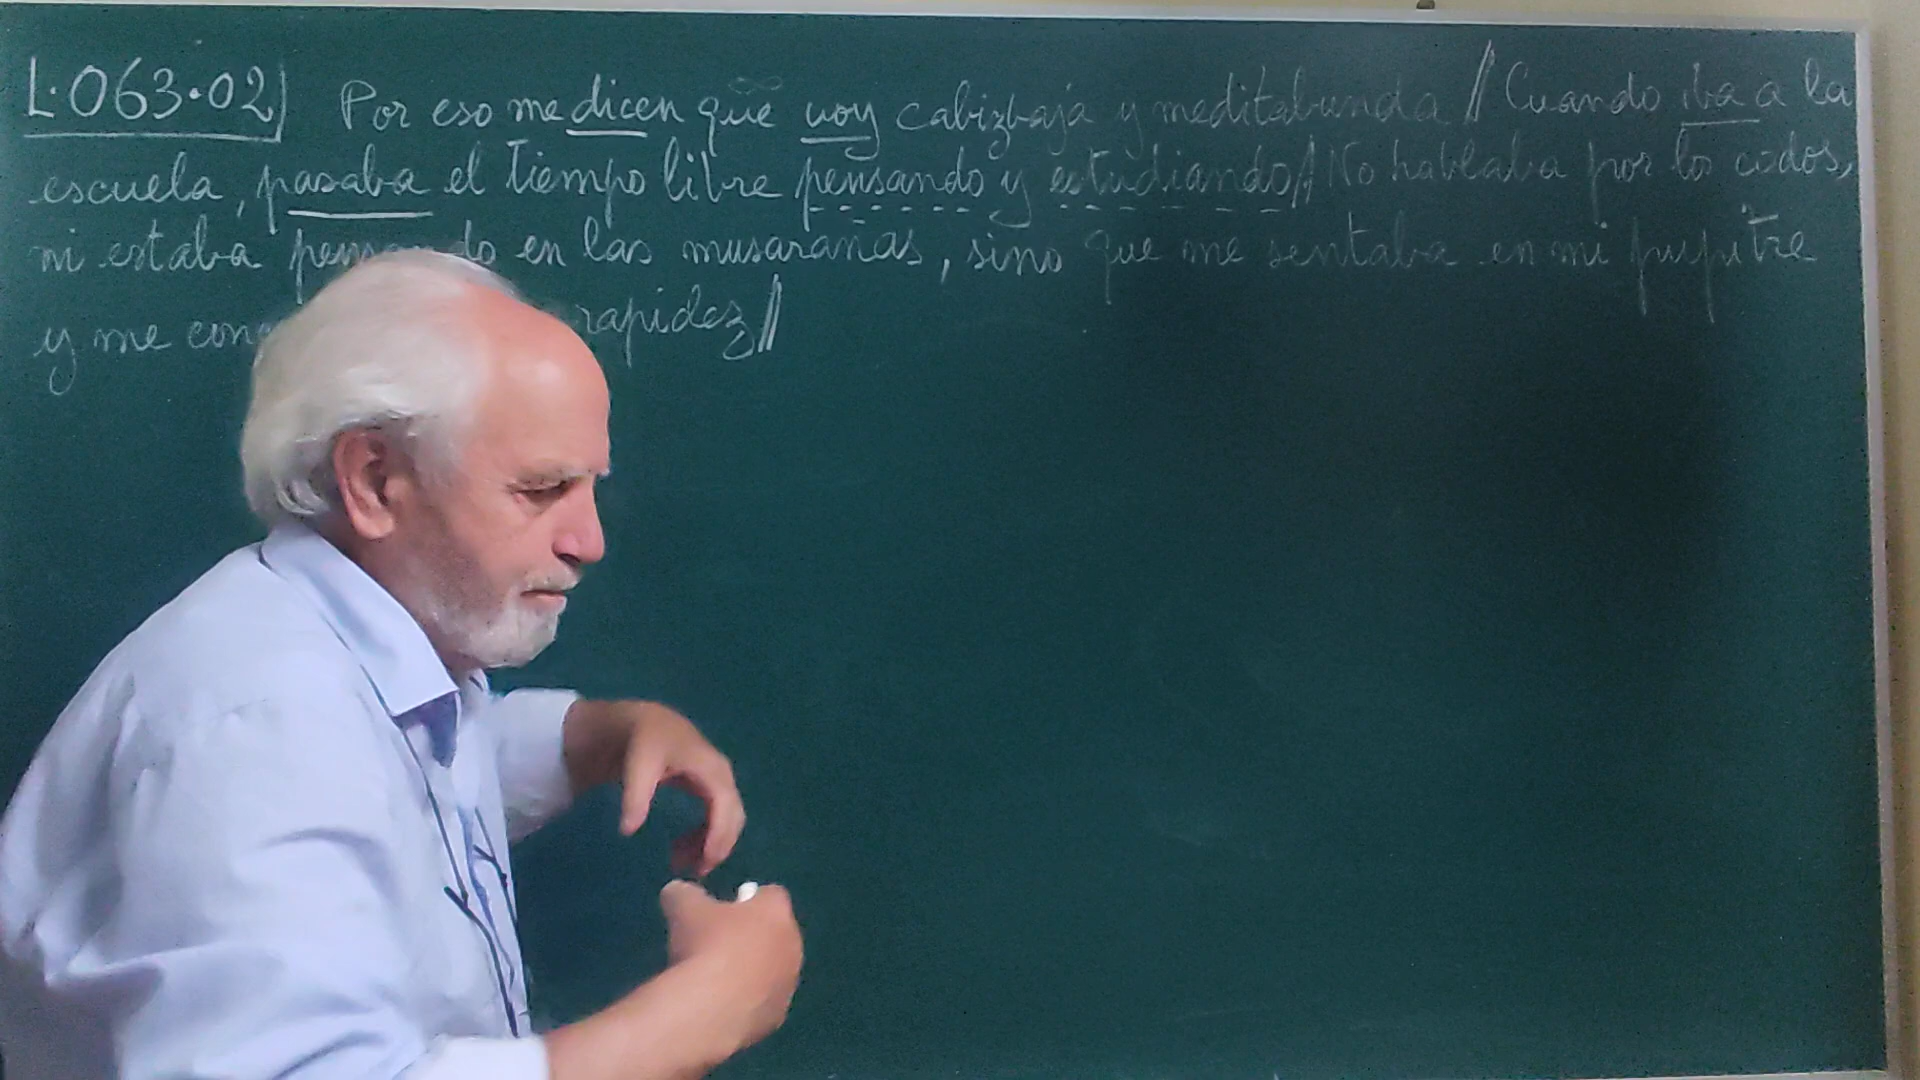 L.063.02] Por eso me dicen que voy cabizbaja y meditabunda // Cuando iba a la
escuela, pasaba el tiempo libre pensando y estudiando // No hablaba por los codos,
ni estaba pensando en las musarañas, sino que me sentaba en mi pupitre
y me rapidez //